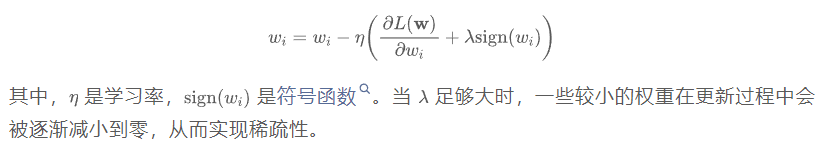 $w_i = w_i - \eta\left(\frac{\partial L(\mathbf{w})}{\partial w_i} + \lambda \text{sign}(w_i)\right)$
其中，$\eta$ 是学习率，$\text{sign}(w_i)$ 是符号函数。当 $\lambda$ 足够大时，一些较小的权重在更新过程中会
被逐渐减小到零，从而实现稀疏性。